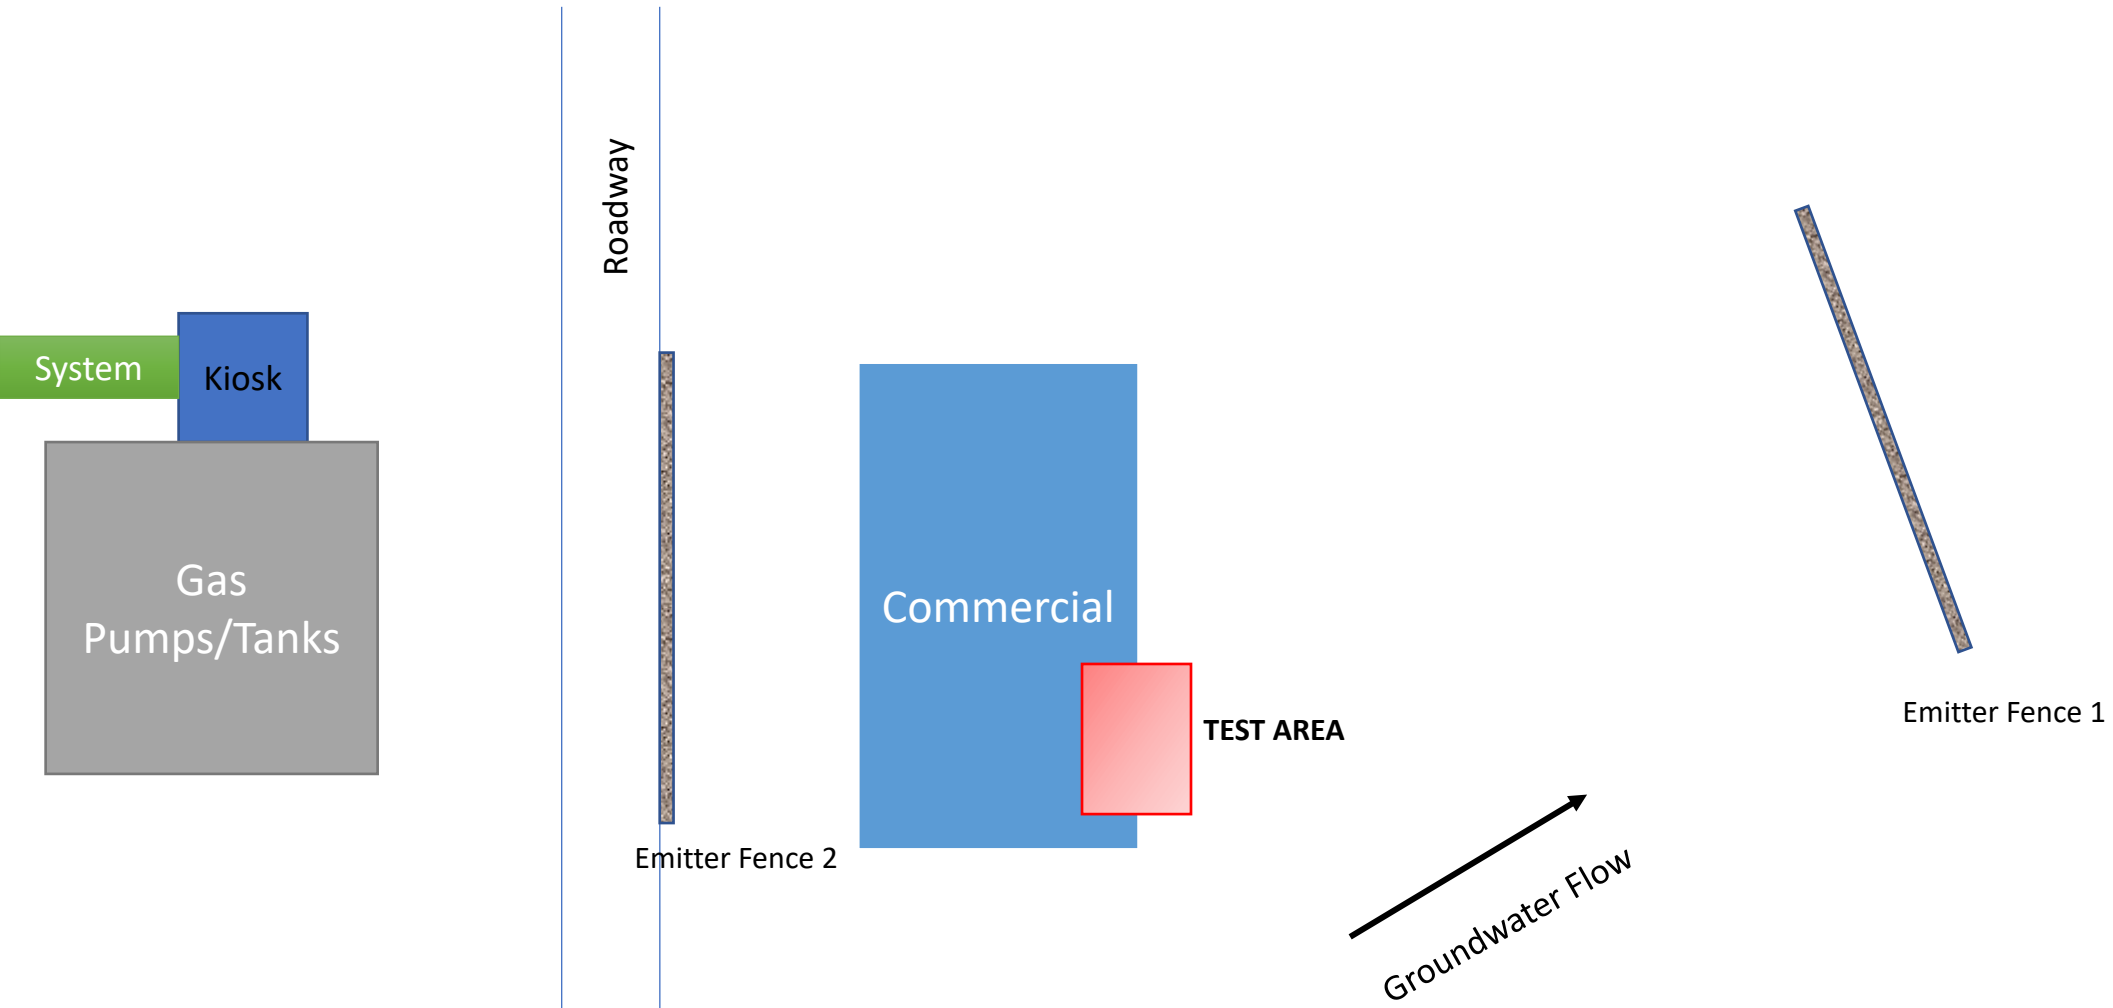 Roadway
System
Kiosk
Gas
Pumps/Tanks
Commercial
TEST AREA
Emitter Fence 1
Emitter Fence 2
Groundwater Flow